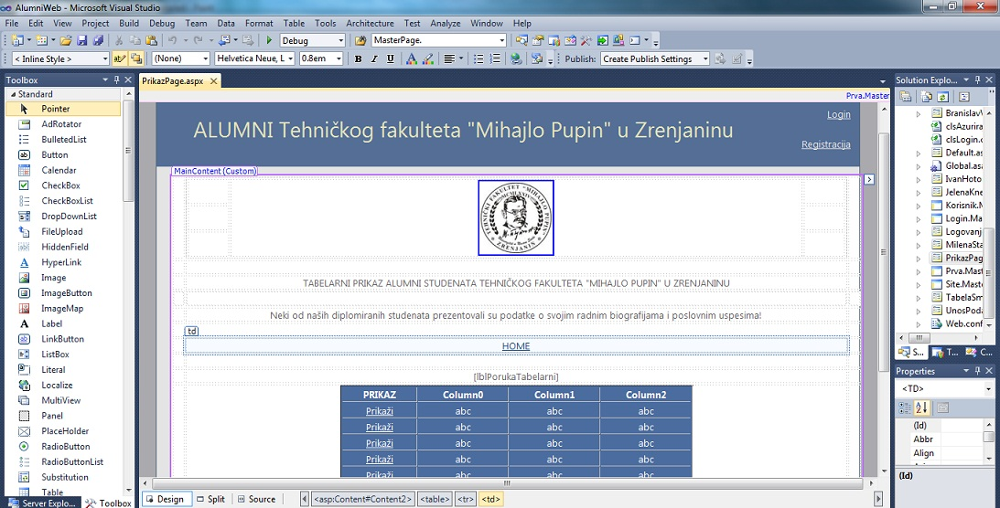 AlumniWeb - Microsoft Visual Studio
File Edit View Project Build Debug Team Data Format Table Tools Architecture Test Analyze Window Help
Debug MasterPage.
< Inline Style > (None) Helvetica Neue, L 0.8em B I U A Publish: Create Publish Settings
Toolbox
Standard
Pointer
AdRotator
BulletedList
Button
Calendar
CheckBox
CheckBoxList
DropDownList
FileUpload
HiddenField
HyperLink
Image
ImageButton
ImageMap
Label
LinkButton
ListBox
Literal
Localize
MultiView
Panel
PlaceHolder
RadioButton
RadioButtonList
Substitution
Table
Server Explo... Toolbox
PrikazPage.aspx
Prva.Master
Login
ALUMNI Tehničkog fakulteta "Mihajlo Pupin" u Zrenjaninu
Registracija
MainContent (Custom)
TEHNIČKI FAKULTET "MIHAJLO PUPIN"
MCMLXXIV
ZRENJANIN
TABELARNI PRIKAZ ALUMNI STUDENATA TEHNIČKOG FAKULTETA "MIHAJLO PUPIN" U ZRENJANINU
Neki od naših diplomiranih studenata prezentovali su podatke o svojim radnim biografijama i poslovnim uspesima!
td
HOME
[lblPorukaTabelarni]
PRIKAZ Column0 Column1 Column2
Prikaži abc abc abc
Prikaži abc abc abc
Prikaži abc abc abc
Prikaži abc abc abc
Prikaži abc abc abc
Design Split Source <asp:Content#Content2> <table> <tr> <td>
Solution Explo...
BranislavV
clsAzurira
clsLogin.c
Default.as
Global.asa
IvanHoto
JelenaKne
Korisnik.M
Login.Ma
Logovanj
MilenaSta
PrikazPag
Prva.Mast
Site.Maste
TabelaSm
UnosPoda
Web.conf
S... T... C...
Properties
<TD>
(Id)
Abbr
Align
(Id)